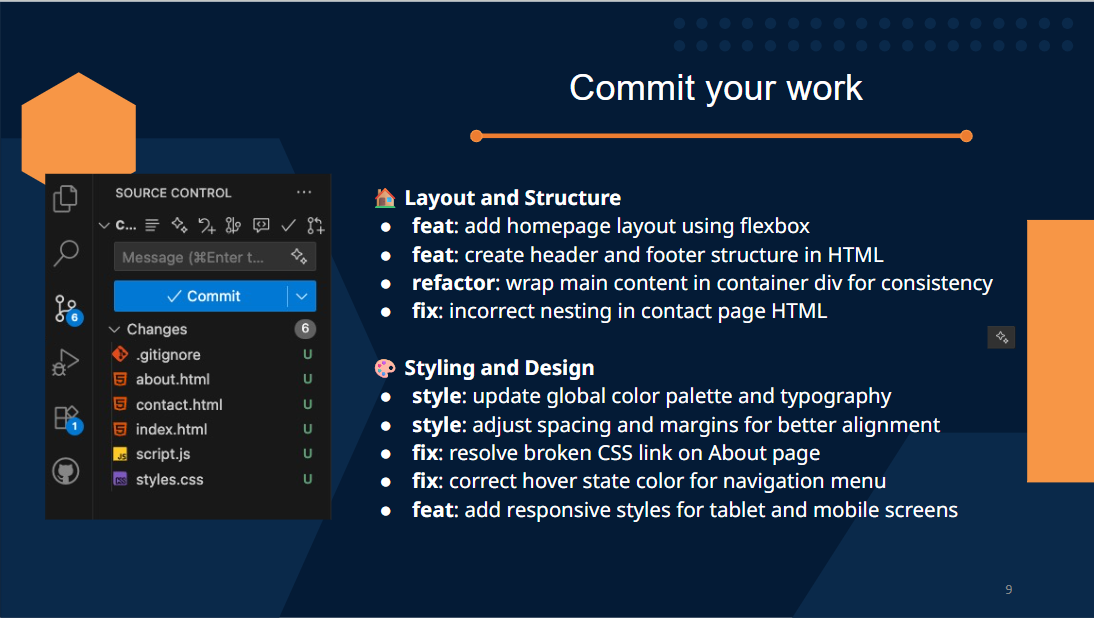 Commit your work
SOURCE CONTROL
C...
Message (⌘Enter t...
Commit
Changes
6
.gitignore U
about.html U
contact.html U
index.html U
script.js U
styles.css U
6
1
🏠 Layout and Structure
● feat: add homepage layout using flexbox
● feat: create header and footer structure in HTML
● refactor: wrap main content in container div for consistency
● fix: incorrect nesting in contact page HTML
🎨 Styling and Design
● style: update global color palette and typography
● style: adjust spacing and margins for better alignment
● fix: resolve broken CSS link on About page
● fix: correct hover state color for navigation menu
● feat: add responsive styles for tablet and mobile screens
9